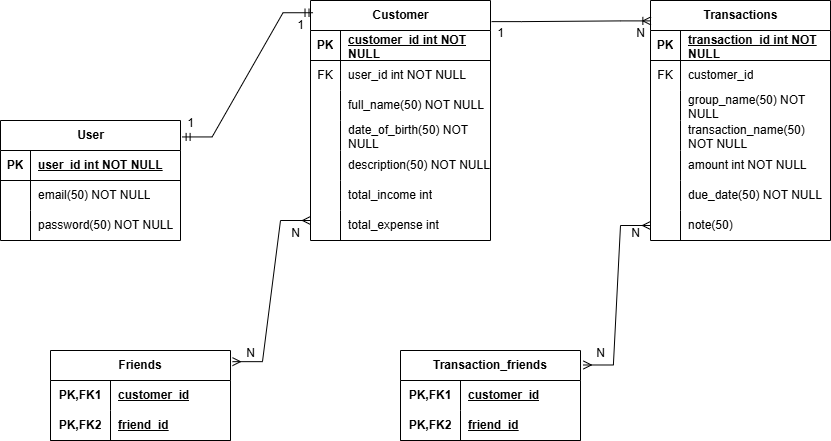 Customer
PK customer_id int NOT
NULL
FK user_id int NOT NULL
full_name(50) NOT NULL
date_of_birth(50) NOT
NULL
description(50) NOT NULL
total_income int
total_expense int
Transactions
PK transaction_id int NOT
NULL
FK customer_id
group_name(50) NOT
NULL
transaction_name(50)
NOT NULL
amount int NOT NULL
due_date(50) NOT NULL
note(50)
1
1
1
N
User
PK user_id int NOT NULL
email(50) NOT NULL
password(50) NOT NULL
N
N
N
N
Friends
PK,FK1 customer_id
PK,FK2 friend_id
Transaction_friends
PK,FK1 customer_id
PK,FK2 friend_id